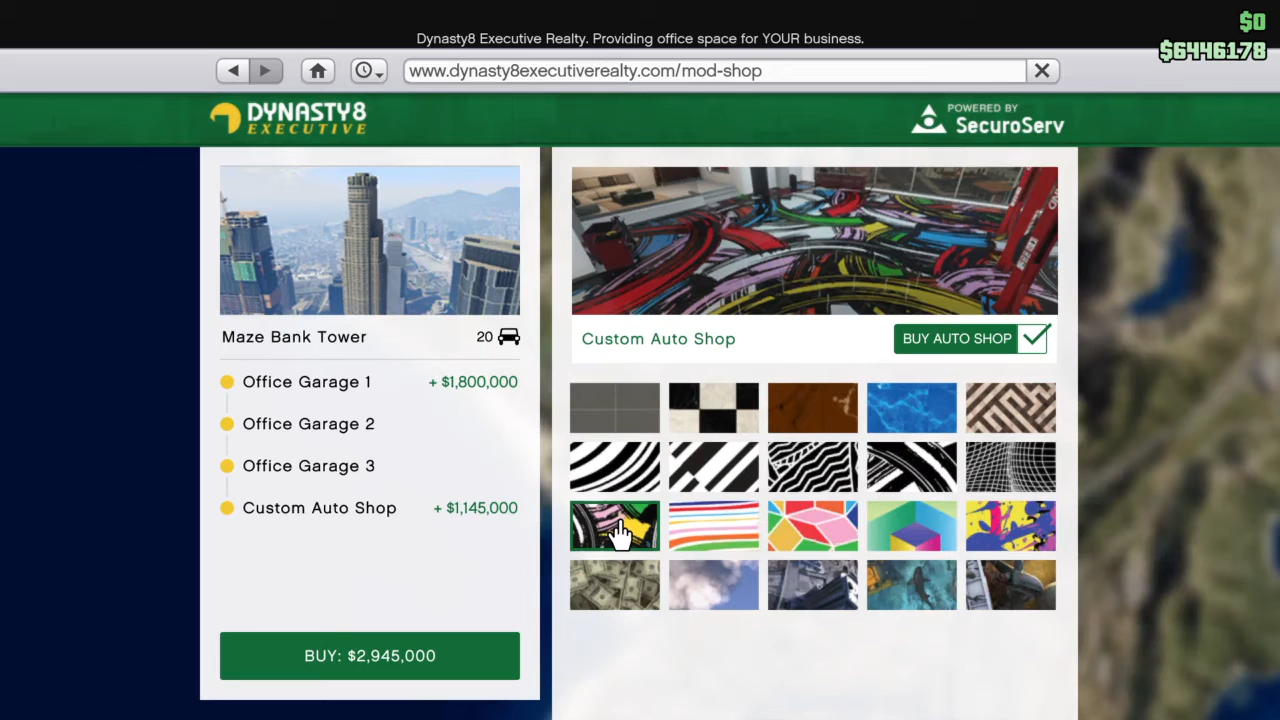 $0
$6446178
Dynasty8 Executive Realty. Providing office space for YOUR business.
www.dynasty8executiverealty.com/mod-shop
DYNASTY8
EXECUTIVE
POWERED BY
SecuroServ
Maze Bank Tower 20
Office Garage 1 + $1,800,000
Office Garage 2
Office Garage 3
Custom Auto Shop + $1,145,000
BUY: $2,945,000
Custom Auto Shop BUY AUTO SHOP